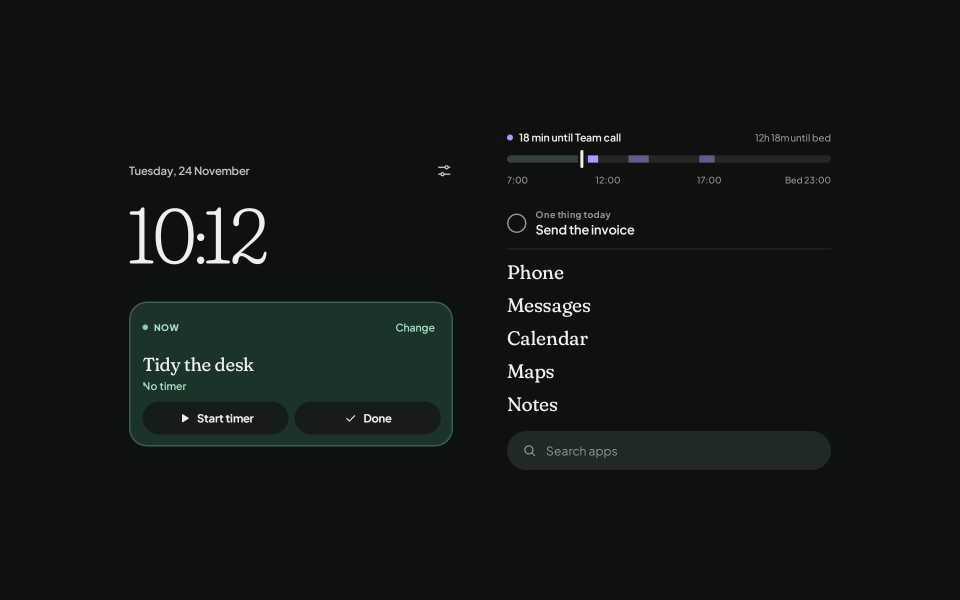 Tuesday, 24 November
10:12
NOW
Change
Tidy the desk
No timer
Start timer
Done
18 min until Team call
12h 18m until bed
7:00
12:00
17:00
Bed 23:00
One thing today
Send the invoice
Phone
Messages
Calendar
Maps
Notes
Search apps